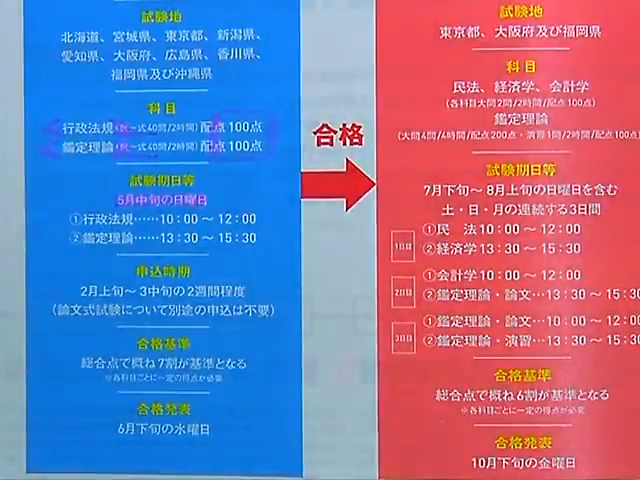 試験地
北海道、宮城県、東京都、新潟県、
愛知県、大阪府、広島県、香川県、
福岡県及び沖縄県
科目
行政法規(択一式40問/2時間)配点100点
鑑定理論(択一式40問/2時間)配点100点
試験期日等
5月中旬の日曜日
①行政法規……10:00～12:00
②鑑定理論……13:30～15:30
申込時期
2月上旬～3中旬の2週間程度
(論文式試験について別途の申込は不要)
合格基準
総合点で概ね7割が基準となる
※各科目ごとに一定の得点が必要
合格発表
6月下旬の水曜日
合格
試験地
東京都、大阪府及び福岡県
科目
民法、経済学、会計学
(各科目大問2問/2時間/配点100点)
鑑定理論
(大問4問/4時間/配点200点・演習1問/2時間/配点100点)
試験期日等
7月下旬～8月上旬の日曜日を含む
土・日・月の連続する3日間
1日目
①民　法10:00～12:00
②経済学13:30～15:30
2日目
①会計学10:00～12:00
②鑑定理論・論文…13:30～15:30
3日目
①鑑定理論・論文…10:00～12:00
②鑑定理論・演習…13:30～15:30
合格基準
総合点で概ね6割が基準となる
※各科目ごとに一定の得点が必要
合格発表
10月下旬の金曜日